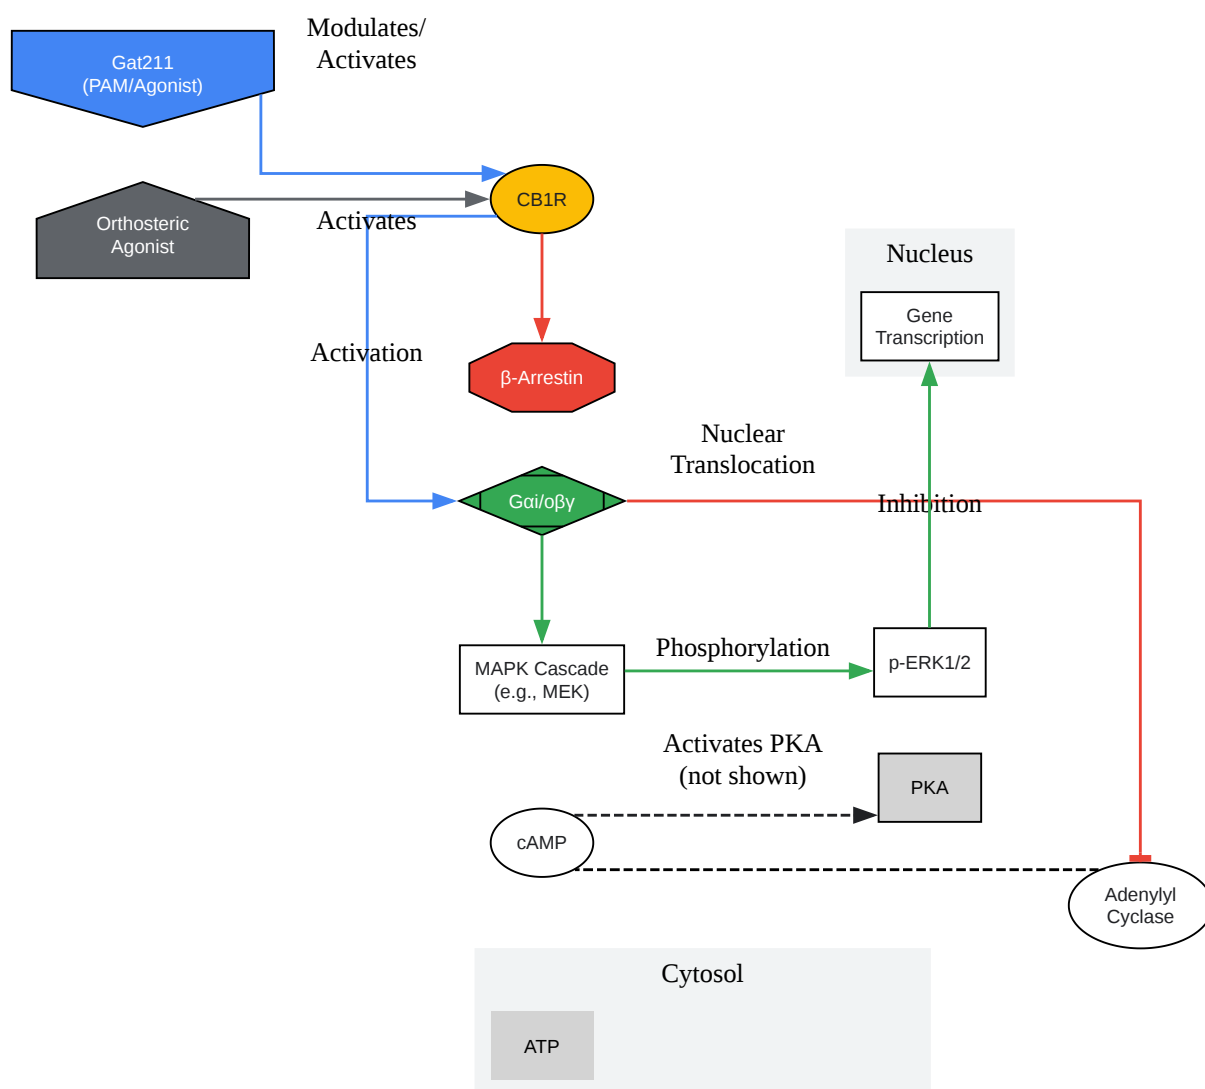 Modulates/
Activates
Gat211
(PAM/Agonist)
CB1R
Orthosteric
Agonist
Activates
Nucleus
Gene
Transcription
Activation
β-Arrestin
Nuclear
Translocation
Gαi/oβγ
Inhibition
Phosphorylation
MAPK Cascade
(e.g., MEK)
p-ERK1/2
Activates PKA
(not shown)
PKA
cAMP
Adenylyl
Cyclase
Cytosol
ATP